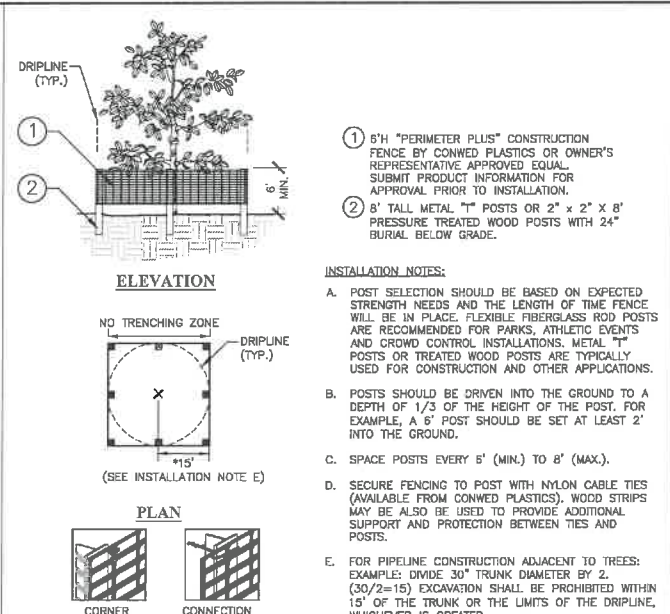 DRIPLINE
(TYP.)
1
2
6'
MIN.
ELEVATION
NO TRENCHING ZONE
DRIPLINE
(TYP.)
*15'
(SEE INSTALLATION NOTE E)
PLAN
CORNER
CONNECTION
1 6'H "PERIMETER PLUS" CONSTRUCTION
FENCE BY CONWED PLASTICS OR OWNER'S
REPRESENTATIVE APPROVED EQUAL.
SUBMIT PRODUCT INFORMATION FOR
APPROVAL PRIOR TO INSTALLATION.
2 8' TALL METAL "T" POSTS OR 2" x 2" X 8'
PRESSURE TREATED WOOD POSTS WITH 24"
BURIAL BELOW GRADE.
INSTALLATION NOTES:
A. POST SELECTION SHOULD BE BASED ON EXPECTED
STRENGTH NEEDS AND THE LENGTH OF TIME FENCE
WILL BE IN PLACE. FLEXIBLE FIBERGLASS ROD POSTS
ARE RECOMMENDED FOR PARKS, ATHLETIC EVENTS
AND CROWD CONTROL INSTALLATIONS. METAL "T"
POSTS OR TREATED WOOD POSTS ARE TYPICALLY
USED FOR CONSTRUCTION AND OTHER APPLICATIONS.
B. POSTS SHOULD BE DRIVEN INTO THE GROUND TO A
DEPTH OF 1/3 OF THE HEIGHT OF THE POST. FOR
EXAMPLE, A 6' POST SHOULD BE SET AT LEAST 2'
INTO THE GROUND.
C. SPACE POSTS EVERY 6' (MIN.) TO 8' (MAX.).
D. SECURE FENCING TO POST WITH NYLON CABLE TIES
(AVAILABLE FROM CONWED PLASTICS). WOOD STRIPS
MAY BE ALSO BE USED TO PROVIDE ADDITIONAL
SUPPORT AND PROTECTION BETWEEN TIES AND
POSTS.
E. FOR PIPELINE CONSTRUCTION ADJACENT TO TREES:
EXAMPLE: DIVIDE 30" TRUNK DIAMETER BY 2.
(30/2=15) EXCAVATION SHALL BE PROHIBITED WITHIN
15' OF THE TRUNK OR THE LIMITS OF THE DRIPLINE,
WHICHEVER IS GREATER.